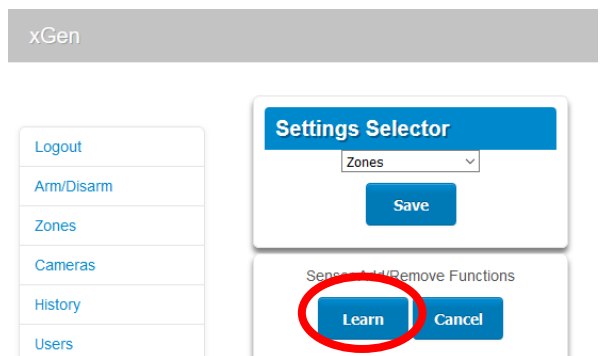 xGen
Logout
Arm/Disarm
Zones
Cameras
History
Users
Settings Selector
Zones
Save
Sensor Add/Remove Functions
Learn
Cancel